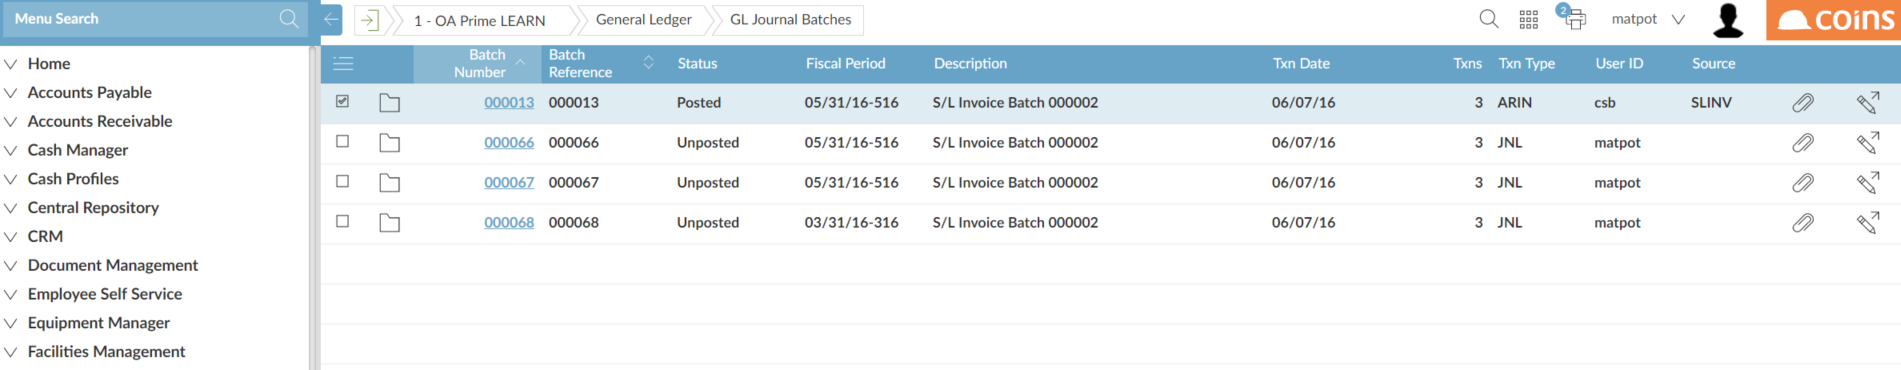 Menu Search
1 - OA Prime LEARN General Ledger GL Journal Batches
2 matpot coins
Home
Accounts Payable
Accounts Receivable
Cash Manager
Cash Profiles
Central Repository
CRM
Document Management
Employee Self Service
Equipment Manager
Facilities Management
Batch Number Batch Reference Status Fiscal Period Description Txn Date Txns Txn Type User ID Source
000013 000013 Posted 05/31/16-516 S/L Invoice Batch 000002 06/07/16 3 ARIN csb SLINV
000066 000066 Unposted 05/31/16-516 S/L Invoice Batch 000002 06/07/16 3 JNL matpot
000067 000067 Unposted 05/31/16-516 S/L Invoice Batch 000002 06/07/16 3 JNL matpot
000068 000068 Unposted 03/31/16-316 S/L Invoice Batch 000002 06/07/16 3 JNL matpot